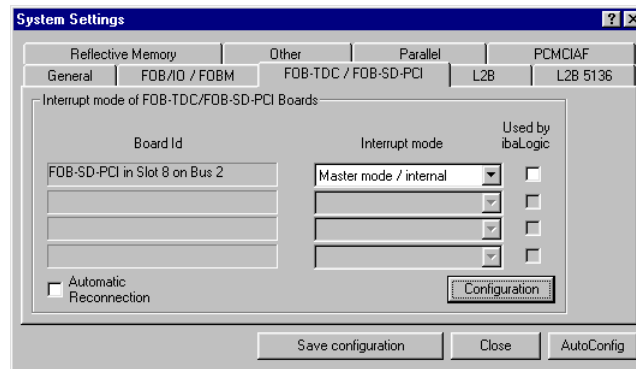 System Settings
Reflective Memory Other Parallel PCMCIAF
General FOB/IO / FOBM FOB-TDC / FOB-SD-PCI L2B L2B 5136
Interrupt mode of FOB-TDC/FOB-SD-PCI Boards
Used by
Board Id Interrupt mode ibaLogic
FOB-SD-PCI in Slot 8 on Bus 2 Master mode / internal
Automatic
Reconnection
Configuration
Save configuration Close AutoConfig